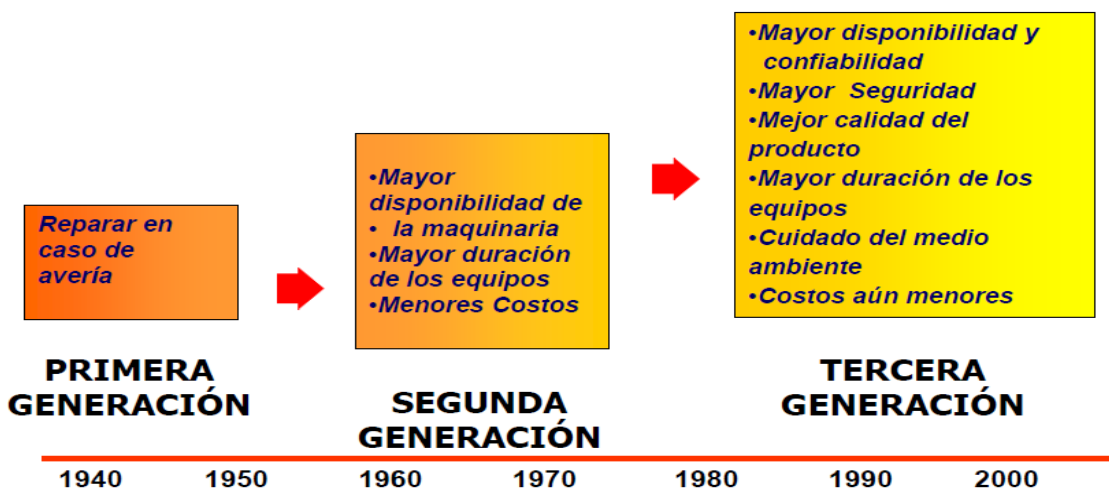 Reparar en
caso de
avería
PRIMERA
GENERACIÓN
•Mayor
disponibilidad de
• la maquinaria
•Mayor duración
de los equipos
•Menores Costos
SEGUNDA
GENERACIÓN
•Mayor disponibilidad y
confiabilidad
•Mayor Seguridad
•Mejor calidad del
producto
•Mayor duración de los
equipos
•Cuidado del medio
ambiente
•Costos aún menores
TERCERA
GENERACIÓN
1940 1950 1960 1970 1980 1990 2000